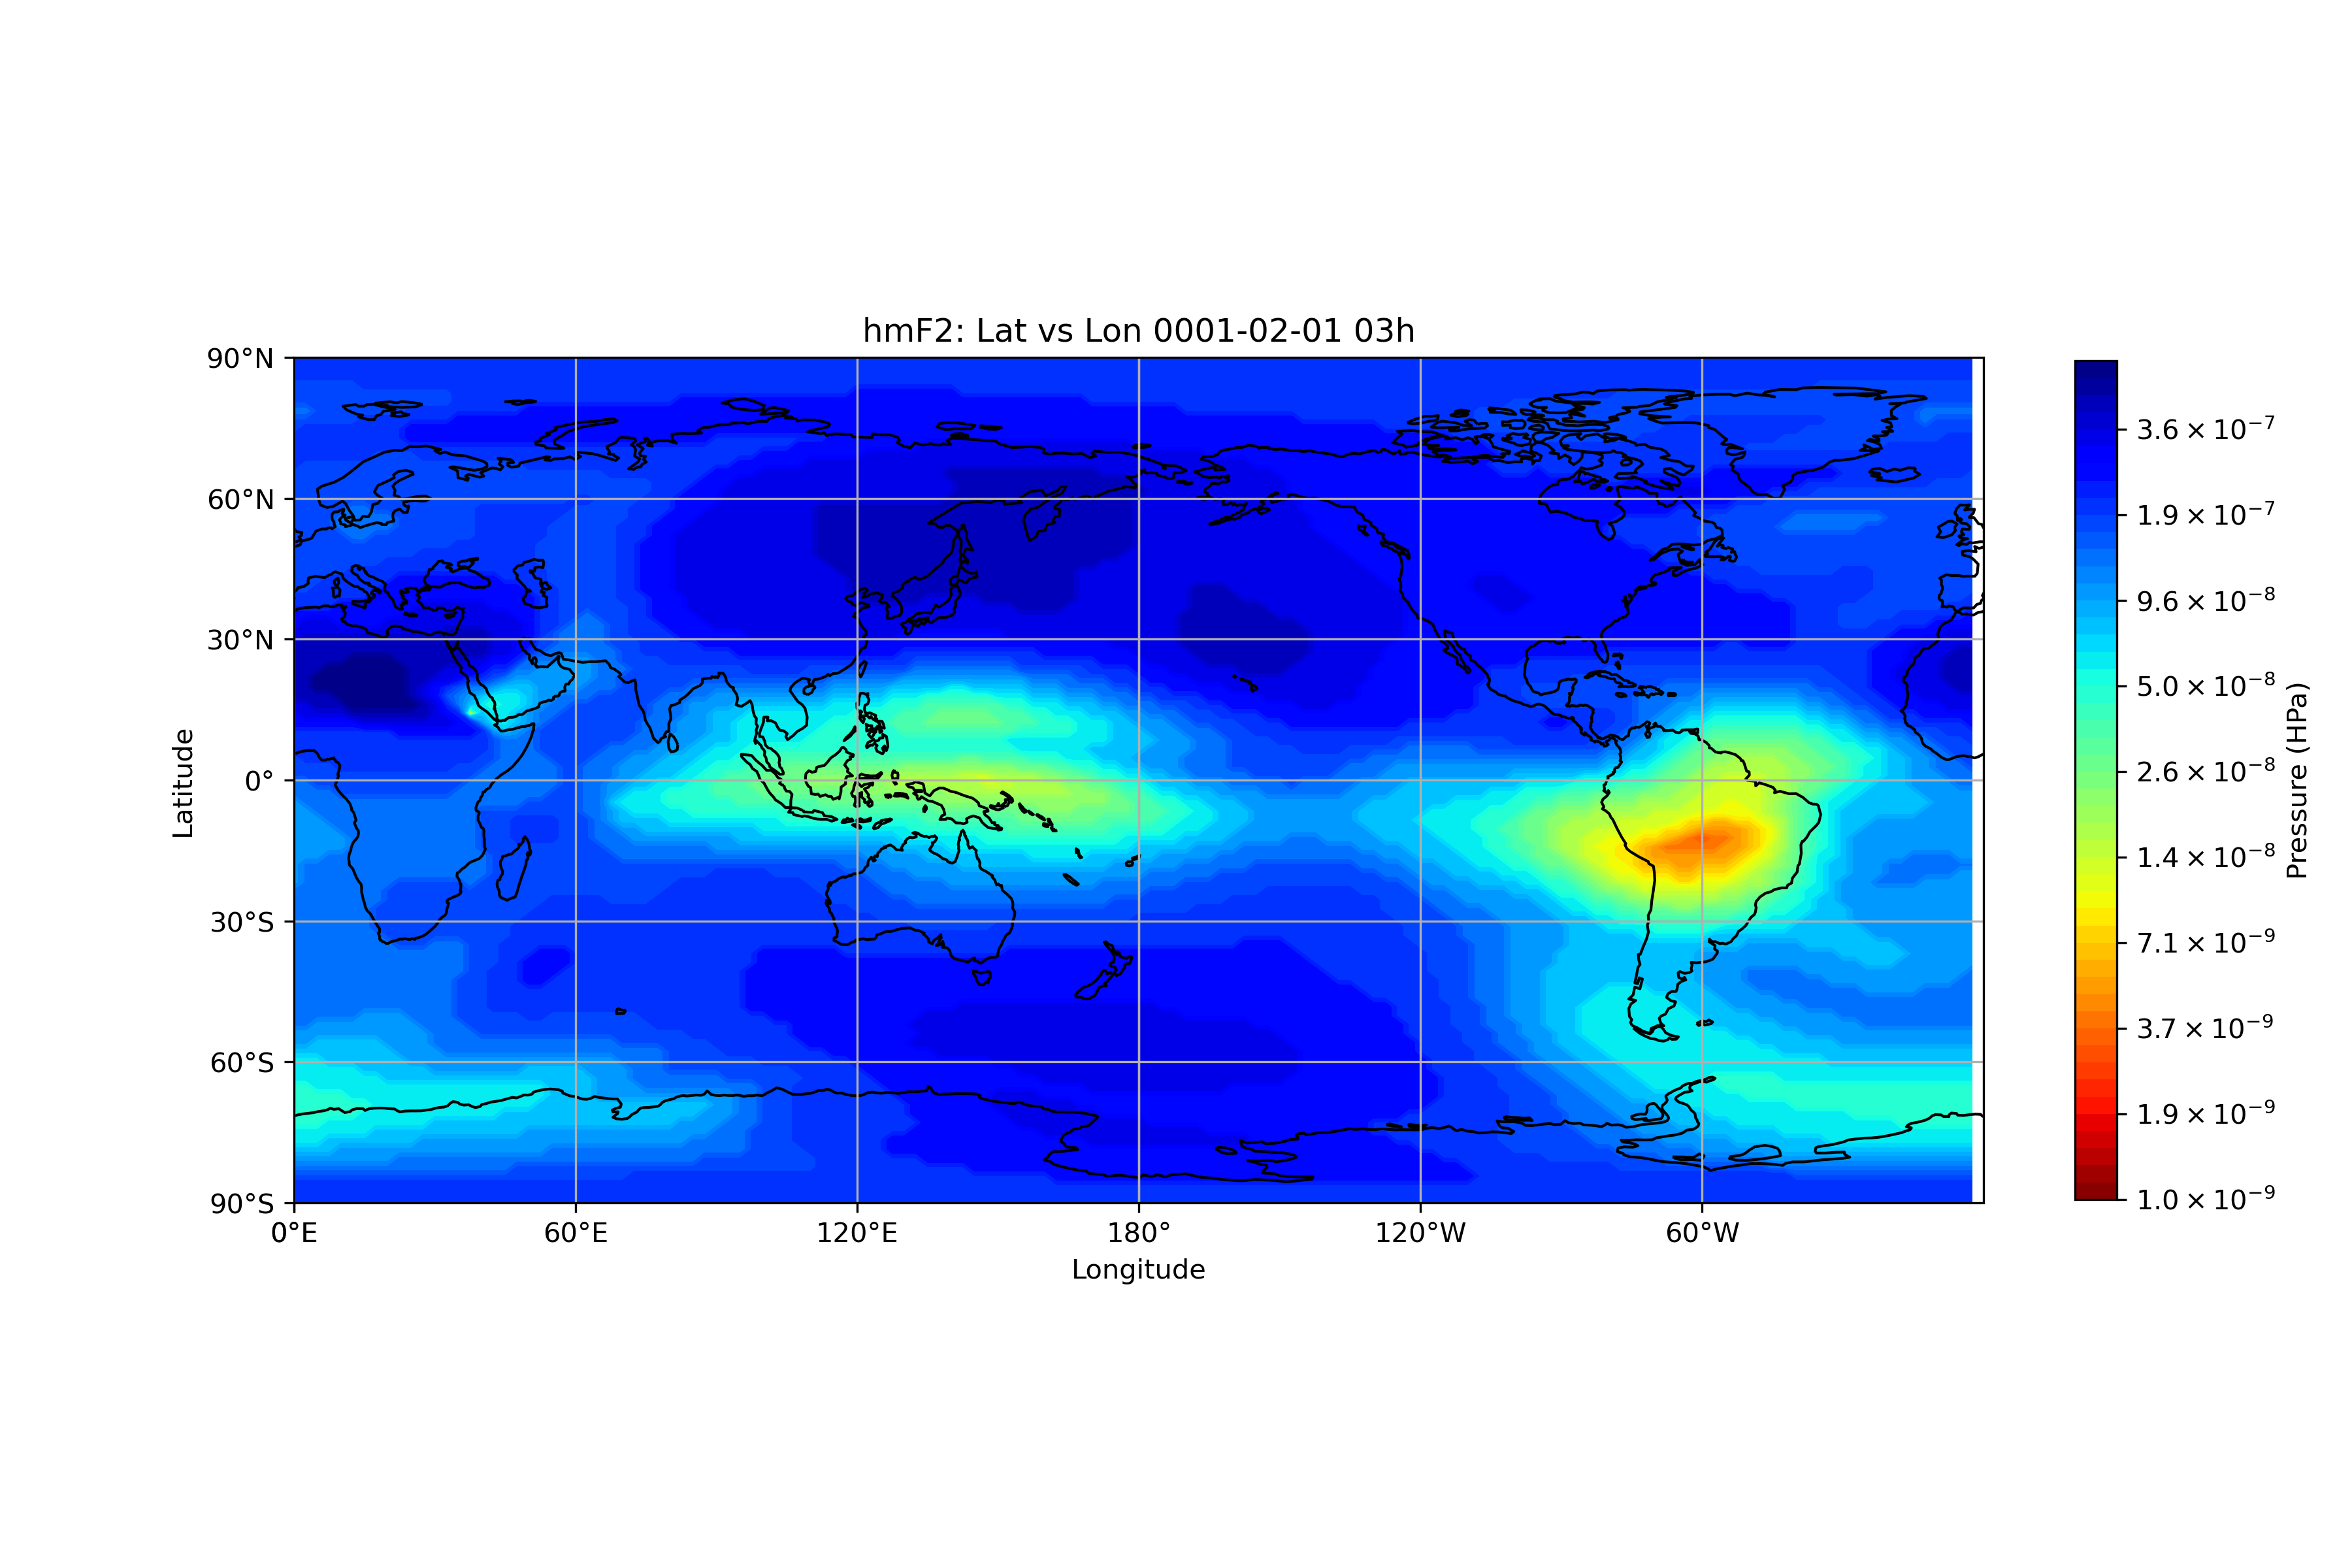 hmF2: Lat vs Lon 0001-02-01 03h
90°N
60°N
30°N
0°
30°S
60°S
90°S
Latitude
0°E
60°E
120°E
180°
120°W
60°W
Longitude
3.6 × 10⁻⁷
1.9 × 10⁻⁷
9.6 × 10⁻⁸
5.0 × 10⁻⁸
2.6 × 10⁻⁸
1.4 × 10⁻⁸
7.1 × 10⁻⁹
3.7 × 10⁻⁹
1.9 × 10⁻⁹
1.0 × 10⁻⁹
Pressure (HPa)